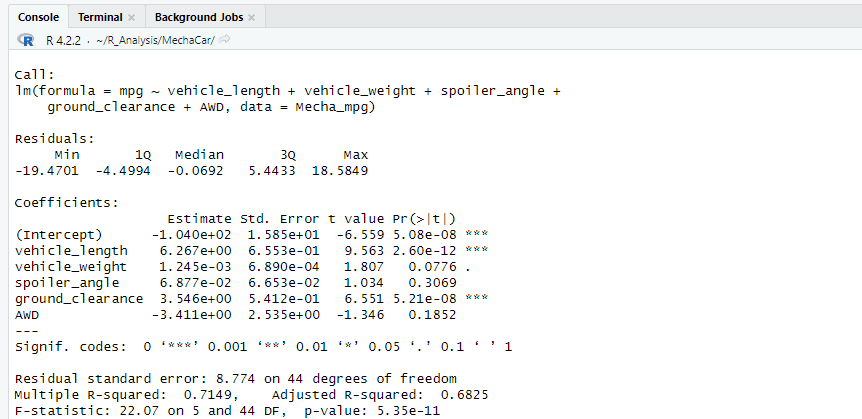 Console Terminal Background Jobs
R 4.2.2 · ~/R_Analysis/MechaCar/
Call:
lm(formula = mpg ~ vehicle_length + vehicle_weight + spoiler_angle +
    ground_clearance + AWD, data = Mecha_mpg)
Residuals:
     Min       1Q   Median       3Q      Max
-19.4701  -4.4994  -0.0692   5.4433  18.5849
Coefficients:
                   Estimate Std. Error t value Pr(>|t|)
(Intercept)      -1.040e+02  1.585e+01  -6.559 5.08e-08 ***
vehicle_length    6.267e+00  6.553e-01   9.563 2.60e-12 ***
vehicle_weight    1.245e-03  6.890e-04   1.807   0.0776 .
spoiler_angle     6.877e-02  6.653e-02   1.034   0.3069
ground_clearance  3.546e+00  5.412e-01   6.551 5.21e-08 ***
AWD              -3.411e+00  2.535e+00  -1.346   0.1852
---
Signif. codes:  0 ‘***’ 0.001 ‘**’ 0.01 ‘*’ 0.05 ‘.’ 0.1 ‘ ’ 1
Residual standard error: 8.774 on 44 degrees of freedom
Multiple R-squared:  0.7149,    Adjusted R-squared:  0.6825
F-statistic: 22.07 on 5 and 44 DF,  p-value: 5.35e-11